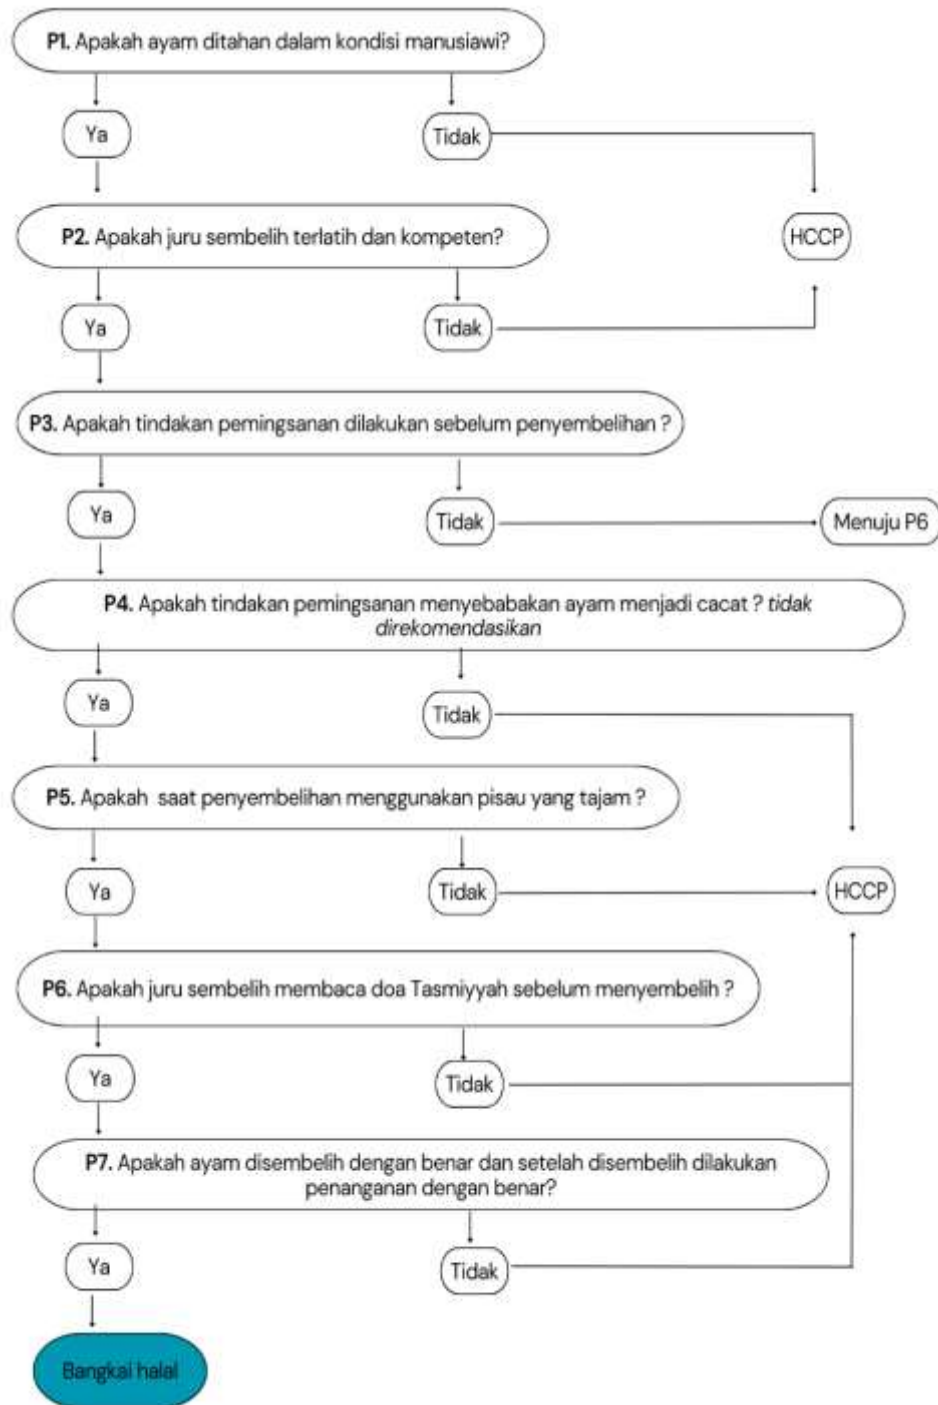 P1. Apakah ayam ditahan dalam kondisi manusiawi?
Ya
Tidak
P2. Apakah juru sembelih terlatih dan kompeten?
HCCP
Ya
Tidak
P3. Apakah tindakan pemingsanan dilakukan sebelum penyembelihan ?
Ya
Tidak
Menuju P6
P4. Apakah tindakan pemingsanan menyebabakan ayam menjadi cacat ? tidak
direkomendasikan
Ya
Tidak
P5. Apakah saat penyembelihan menggunakan pisau yang tajam ?
Ya
Tidak
HCCP
P6. Apakah juru sembelih membaca doa Tasmiyyah sebelum menyembelih ?
Ya
Tidak
P7. Apakah ayam disembelih dengan benar dan setelah disembelih dilakukan
penanganan dengan benar?
Ya
Tidak
Bangkai halal